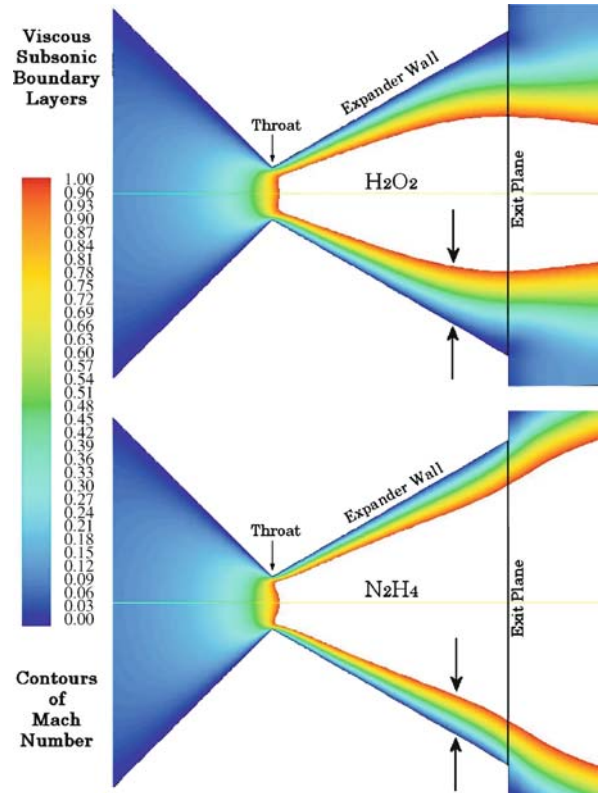 Viscous
Subsonic
Boundary
Layers
Expander Wall
Throat
H₂O₂
Exit Plane
1.00
0.96
0.93
0.90
0.87
0.84
0.81
0.78
0.75
0.72
0.69
0.66
0.63
0.60
0.57
0.54
0.51
0.48
0.45
0.42
0.39
0.36
0.33
0.30
0.27
0.24
0.21
0.18
0.15
0.12
0.09
0.06
0.03
0.00
Expander Wall
Throat
N₂H₄
Exit Plane
Contours
of
Mach
Number